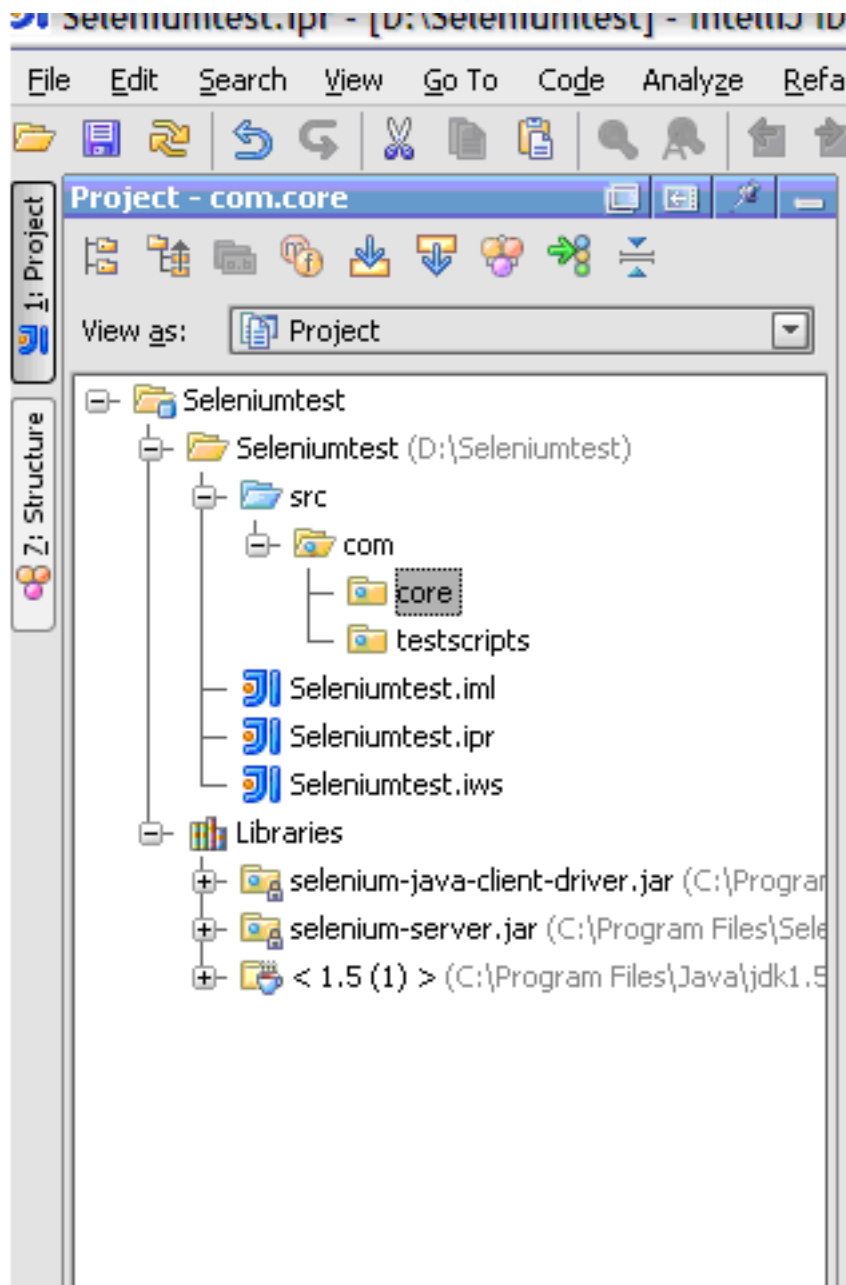 Seleniumtest.ipr - [D:\Seleniumtest] - IntelliJ ID
File Edit Search View Go To Code Analyze Refa
Project - com.core
1: Project
7: Structure
View as: Project
Seleniumtest
Seleniumtest (D:\Seleniumtest)
src
com
core
testscripts
Seleniumtest.iml
Seleniumtest.ipr
Seleniumtest.iws
Libraries
selenium-java-client-driver.jar (C:\Program
selenium-server.jar (C:\Program Files\Sele
< 1.5 (1) > (C:\Program Files\Java\jdk1.5